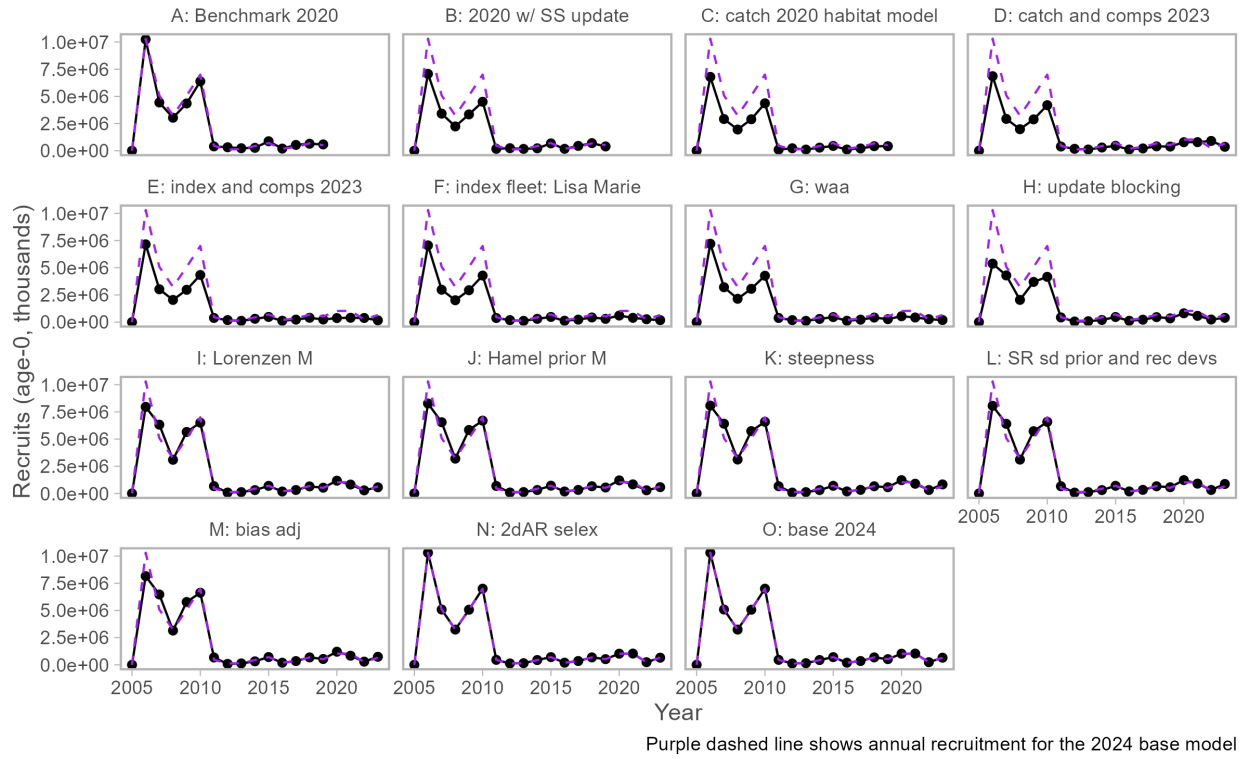 A: Benchmark 2020
B: 2020 w/ SS update
C: catch 2020 habitat model
D: catch and comps 2023
1.0e+07
7.5e+06
5.0e+06
2.5e+06
0.0e+00
E: index and comps 2023
F: index fleet: Lisa Marie
G: waa
H: update blocking
1.0e+07
7.5e+06
5.0e+06
2.5e+06
0.0e+00
Recruits (age-0, thousands)
I: Lorenzen M
J: Hamel prior M
K: steepness
L: SR sd prior and rec devs
1.0e+07
7.5e+06
5.0e+06
2.5e+06
0.0e+00
2005 2010 2015 2020
M: bias adj
N: 2dAR selex
O: base 2024
1.0e+07
7.5e+06
5.0e+06
2.5e+06
0.0e+00
2005 2010 2015 2020 2005 2010 2015 2020 2005 2010 2015 2020
Year
Purple dashed line shows annual recruitment for the 2024 base model